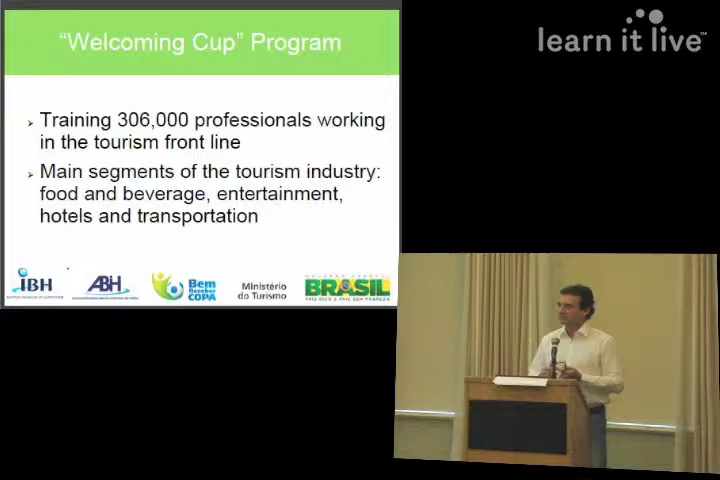 “Welcoming Cup” Program
learn it live™
Training 306,000 professionals working
in the tourism front line
Main segments of the tourism industry:
food and beverage, entertainment,
hotels and transportation
IBH
ABIH
Bem
Receber
COPA
Ministério
do Turismo
GOVERNO FEDERAL
BRASIL
PAÍS RICO É PAÍS SEM POBREZA